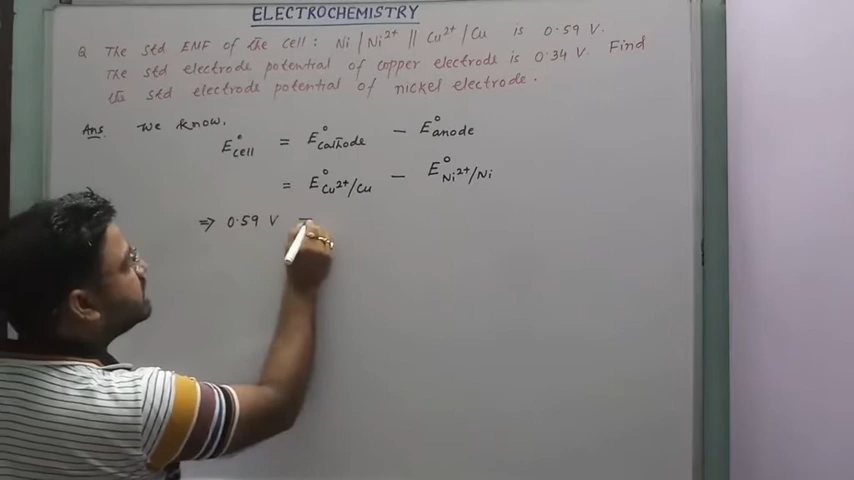 ELECTROCHEMISTRY
Q The std EMF of the cell : Ni / Ni²⁺ || Cu²⁺ / Cu is 0.59 V.
The std electrode potential of copper electrode is 0.34 V. Find
the std electrode potential of nickel electrode.
Ans. We know,
E°cell = E°cathode – E°anode
= E°Cu²⁺/Cu – E°Ni²⁺/Ni
⇒ 0.59 V =